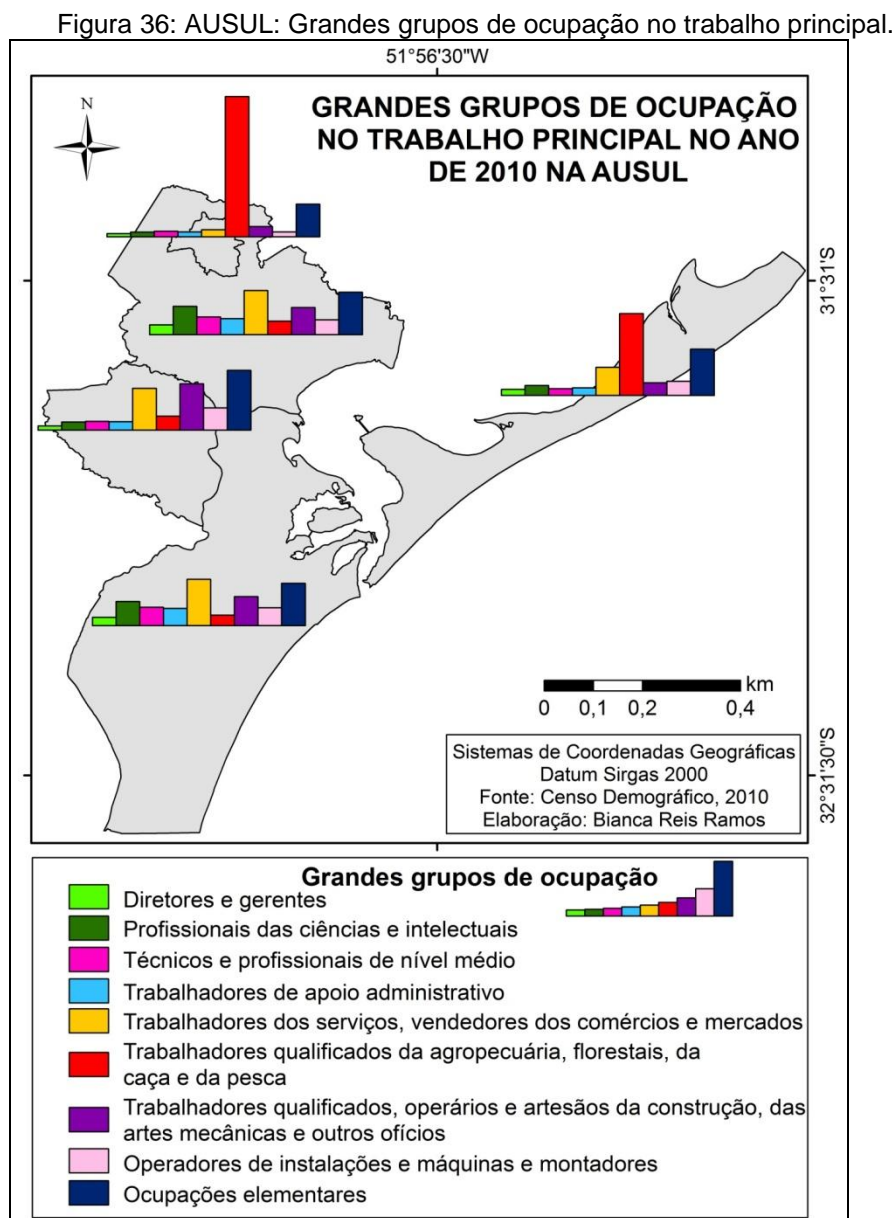 Figura 36: AUSUL: Grandes grupos de ocupação no trabalho principal.
51°56'30"W
N
GRANDES GRUPOS DE OCUPAÇÃO
NO TRABALHO PRINCIPAL NO ANO
DE 2010 NA AUSUL
31°31'S
km
0 0,1 0,2 0,4
32°31'30"S
Sistemas de Coordenadas Geográficas
Datum Sirgas 2000
Fonte: Censo Demográfico, 2010
Elaboração: Bianca Reis Ramos
Grandes grupos de ocupação
Diretores e gerentes
Profissionais das ciências e intelectuais
Técnicos e profissionais de nível médio
Trabalhadores de apoio administrativo
Trabalhadores dos serviços, vendedores dos comércios e mercados
Trabalhadores qualificados da agropecuária, florestais, da
caça e da pesca
Trabalhadores qualificados, operários e artesãos da construção, das
artes mecânicas e outros ofícios
Operadores de instalações e máquinas e montadores
Ocupações elementares